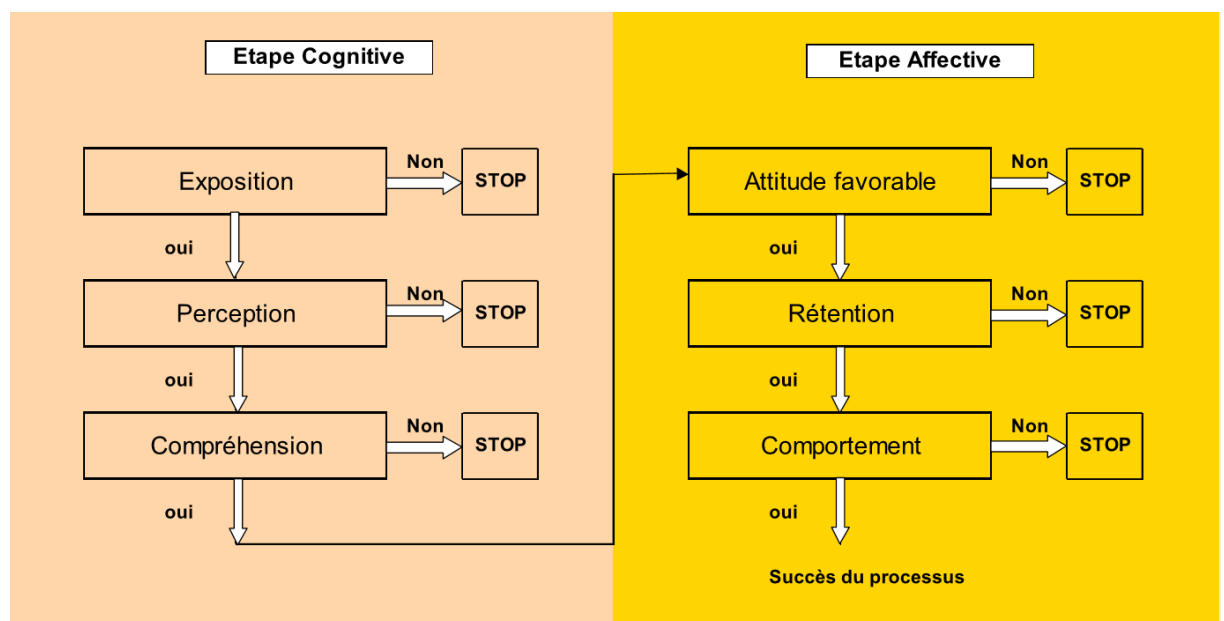 Etape Cognitive
Exposition
Non
STOP
oui
Perception
Non
STOP
oui
Compréhension
Non
STOP
oui
Etape Affective
Attitude favorable
Non
STOP
oui
Rétention
Non
STOP
oui
Comportement
Non
STOP
oui
Succès du processus